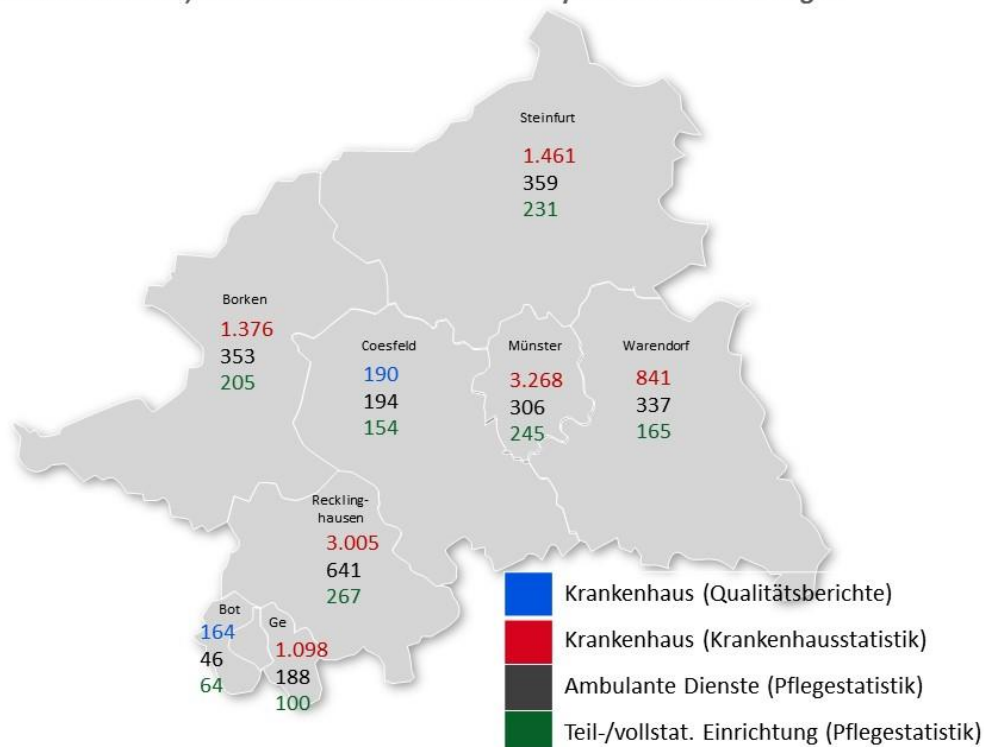 Steinfurt
1.461
359
231
Borken
1.376
353
205
Coesfeld
190
194
154
Münster
3.268
306
245
Warendorf
841
337
165
Reckling-
hausen
3.005
641
267
Bot
164
46
64
Ge
1.098
188
100
Krankenhaus (Qualitätsberichte)
Krankenhaus (Krankenhausstatistik)
Ambulante Dienste (Pflegestatistik)
Teil-/vollstat. Einrichtung (Pflegestatistik)